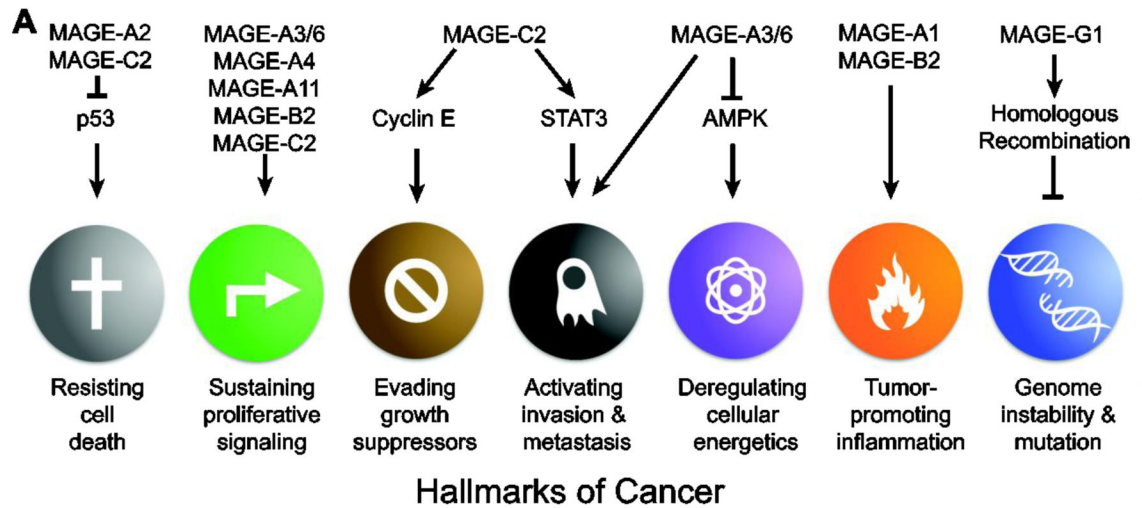 A
MAGE-A2
MAGE-C2
p53
MAGE-A3/6
MAGE-A4
MAGE-A11
MAGE-B2
MAGE-C2
MAGE-C2
Cyclin E
STAT3
MAGE-A3/6
AMPK
MAGE-A1
MAGE-B2
MAGE-G1
Homologous
Recombination
Resisting
cell
death
Sustaining
proliferative
signaling
Evading
growth
suppressors
Activating
invasion &
metastasis
Deregulating
cellular
energetics
Tumor-
promoting
inflammation
Genome
instability &
mutation
Hallmarks of Cancer